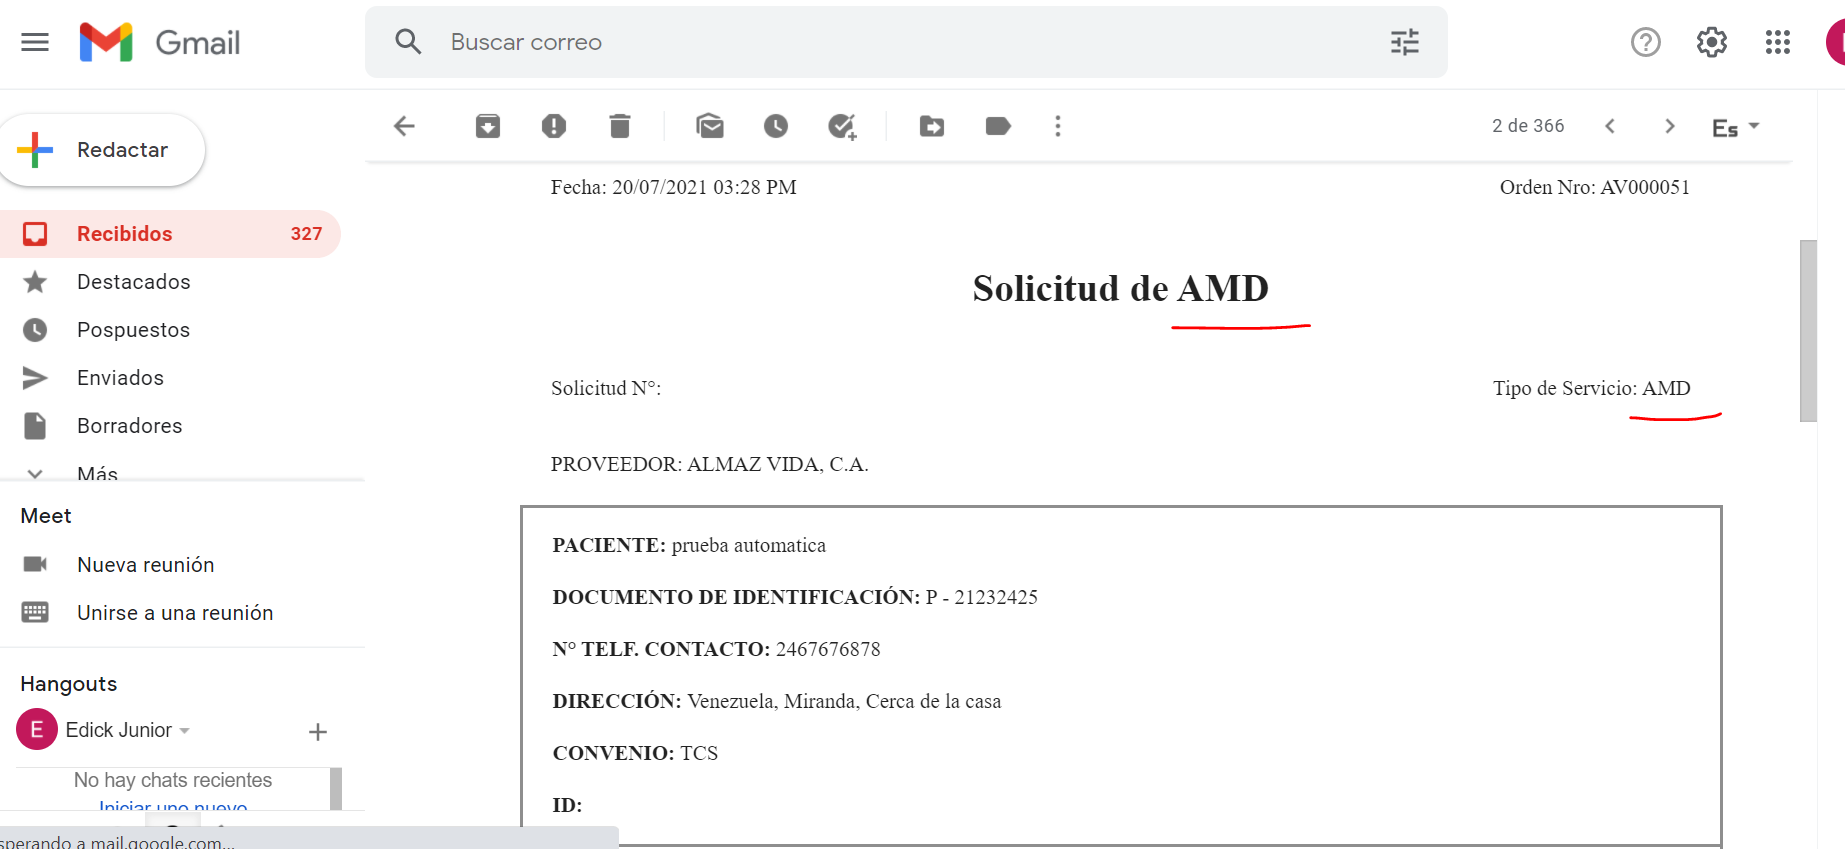 Gmail
Buscar correo
Redactar
2 de 366
Es
Recibidos 327
Destacados
Pospuestos
Enviados
Borradores
Más
Meet
Nueva reunión
Unirse a una reunión
Hangouts
E
Edick Junior
No hay chats recientes
Iniciar uno nuevo
sperando a mail.google.com...
Fecha: 20/07/2021 03:28 PM
Orden Nro: AV000051
Solicitud de AMD
Solicitud N°:
Tipo de Servicio: AMD
PROVEEDOR: ALMAZ VIDA, C.A.
PACIENTE: prueba automatica
DOCUMENTO DE IDENTIFICACIÓN: P - 21232425
N° TELF. CONTACTO: 2467676878
DIRECCIÓN: Venezuela, Miranda, Cerca de la casa
CONVENIO: TCS
ID: